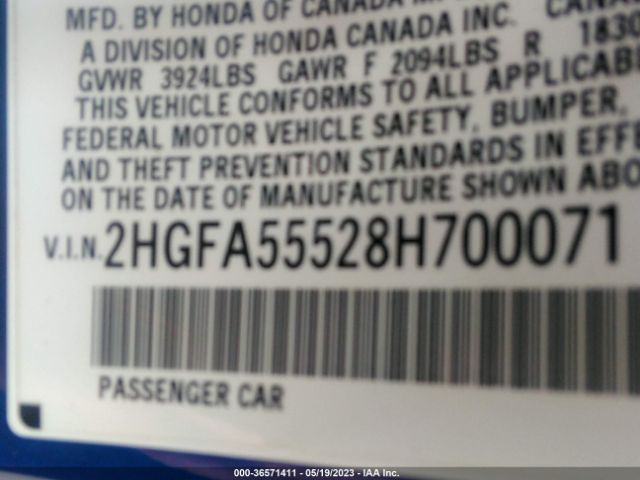 MFD. BY HONDA OF CANADA
A DIVISION OF HONDA CANADA INC. CANA
GVWR 3924LBS GAWR F 2094LBS R 1830
THIS VEHICLE CONFORMS TO ALL APPLICABLE
FEDERAL MOTOR VEHICLE SAFETY, BUMPER,
AND THEFT PREVENTION STANDARDS IN EFFE
ON THE DATE OF MANUFACTURE SHOWN ABO
V.I.N. 2HGFA55528H700071
PASSENGER CAR
000-36571411 - 05/19/2023 - IAA Inc.